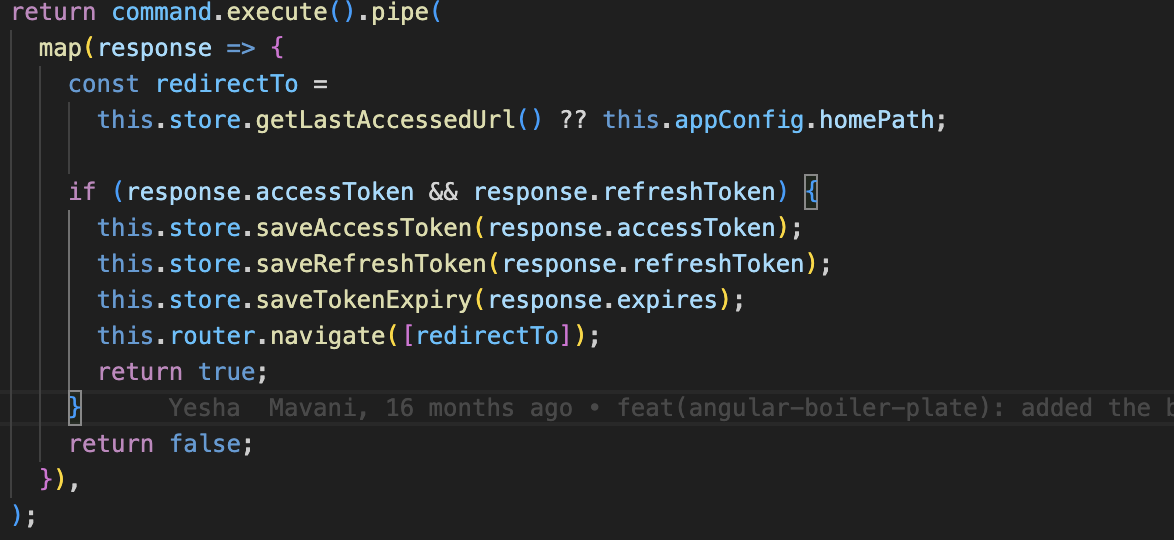 return command.execute().pipe(
map(response => {
const redirectTo =
this.store.getLastAccessedUrl() ?? this.appConfig.homePath;
if (response.accessToken && response.refreshToken) {
this.store.saveAccessToken(response.accessToken);
this.store.saveRefreshToken(response.refreshToken);
this.store.saveTokenExpiry(response.expires);
this.router.navigate([redirectTo]);
return true;
} Yesha Mavani, 16 months ago • feat(angular-boiler-plate): added the
return false;
}),
);